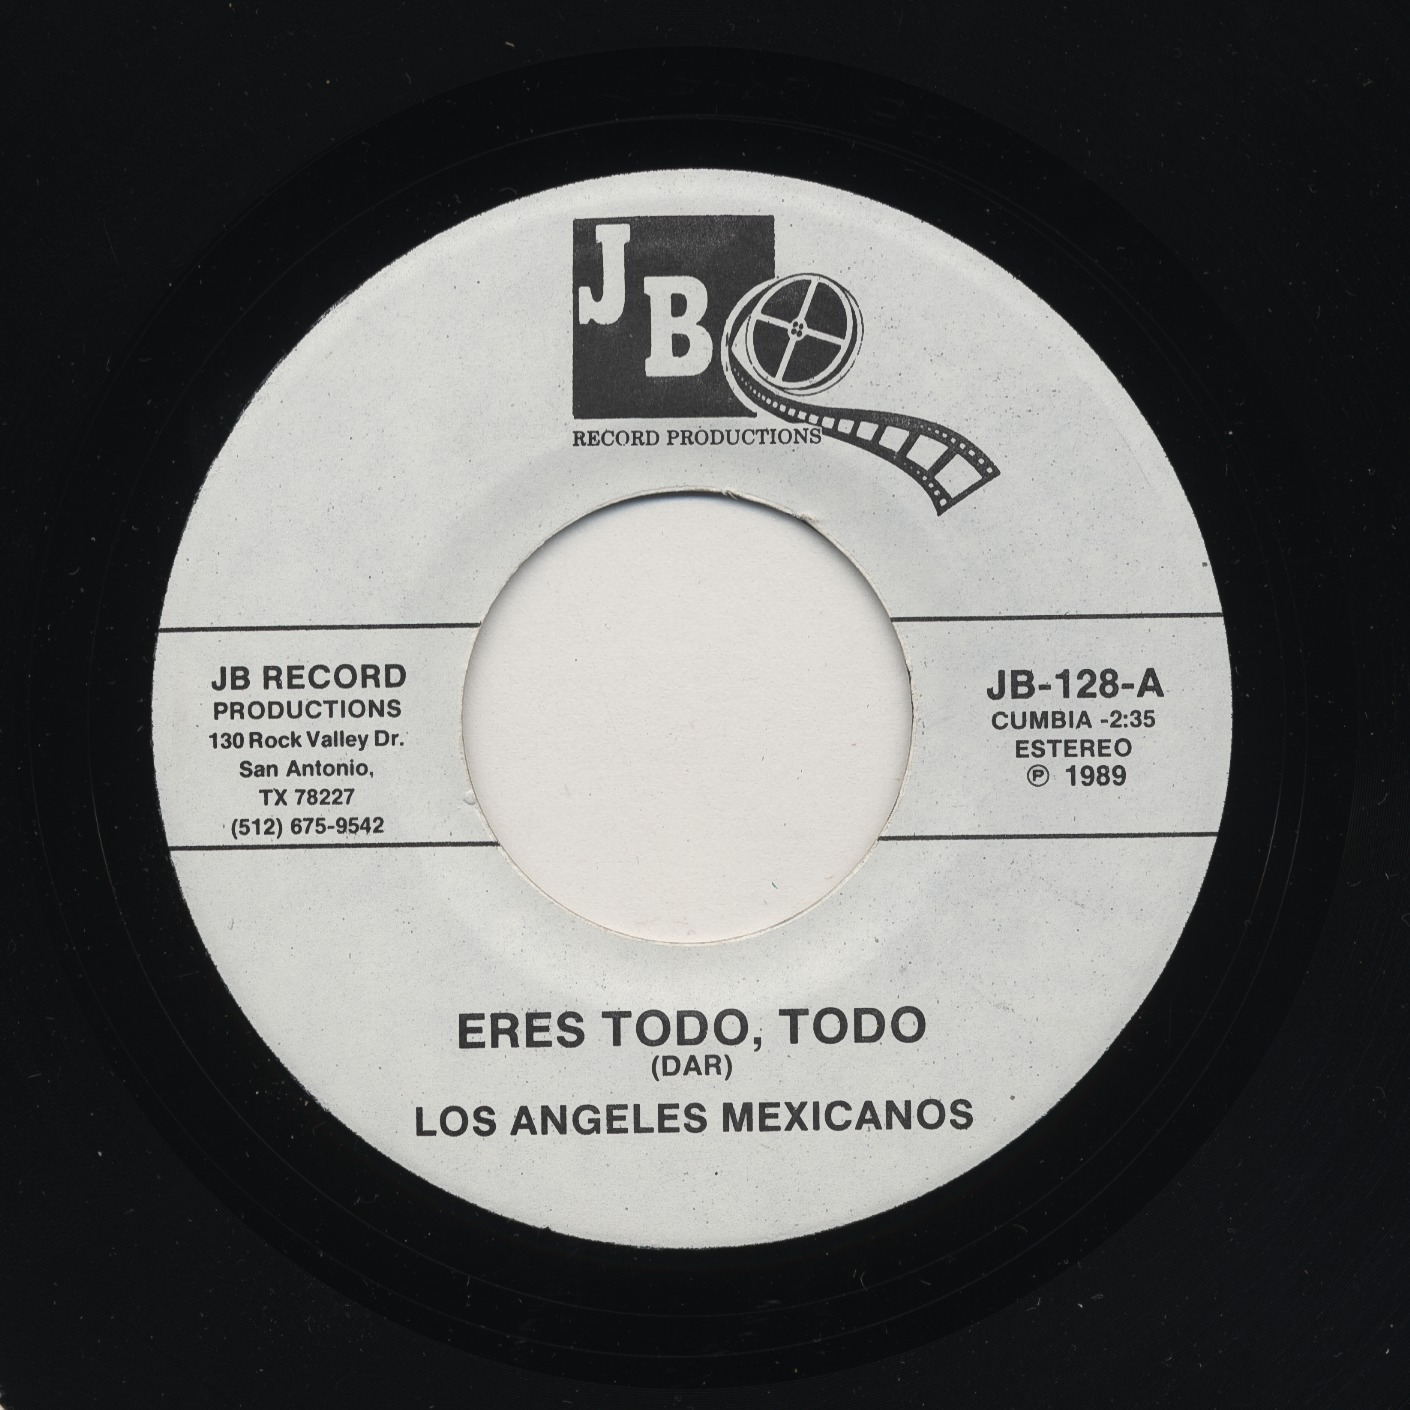 JB
RECORD PRODUCTIONS
JB RECORD
PRODUCTIONS
130 Rock Valley Dr.
San Antonio,
TX 78227
(512) 675-9542
JB-128-A
CUMBIA -2:35
ESTEREO
℗ 1989
ERES TODO, TODO
(DAR)
LOS ANGELES MEXICANOS